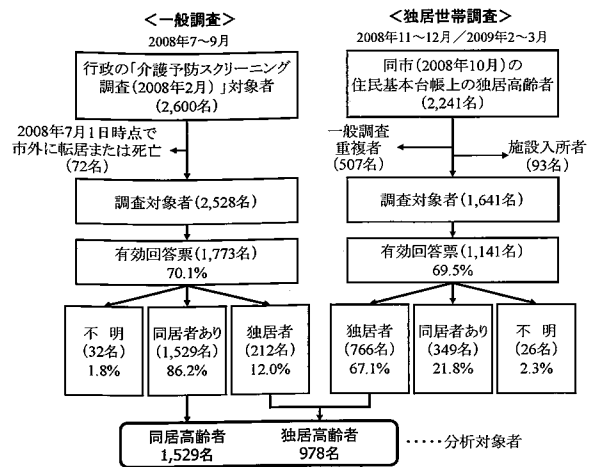 ＜一般調査＞
2008年7～9月
行政の「介護予防スクリーニング
調査(2008年2月)」対象者
(2,600名)
2008年7月1日時点で
市外に転居または死亡
(72名)
調査対象者(2,528名)
有効回答票(1,773名)
70.1%
不　明
(32名)
1.8%
同居者あり
(1,529名)
86.2%
独居者
(212名)
12.0%
＜独居世帯調査＞
2008年11～12月／2009年2～3月
同市(2008年10月)の
住民基本台帳上の独居高齢者
(2,241名)
一般調査
重複者
(507名)
施設入所者
(93名)
調査対象者(1,641名)
有効回答票(1,141名)
69.5%
独居者
(766名)
67.1%
同居者あり
(349名)
21.8%
不　明
(26名)
2.3%
同居高齢者
1,529名
独居高齢者
978名
‥‥‥分析対象者